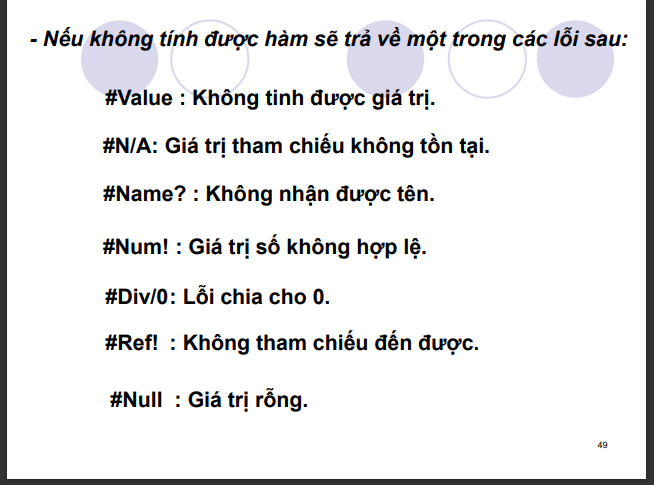 - Nếu không tính được hàm sẽ trả về một trong các lỗi sau:
#Value : Không tinh được giá trị.
#N/A: Giá trị tham chiếu không tồn tại.
#Name? : Không nhận được tên.
#Num! : Giá trị số không hợp lệ.
#Div/0: Lỗi chia cho 0.
#Ref! : Không tham chiếu đến được.
#Null : Giá trị rỗng.
49